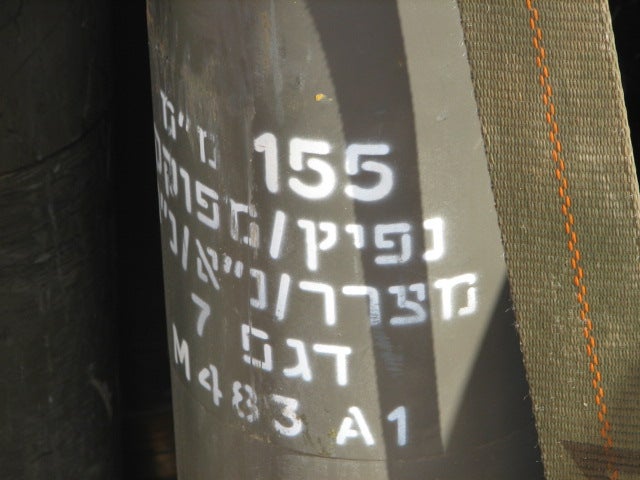 155 מ"מ
נפיץ/
מצרר/נ"א/
דגם 7
M483 A1